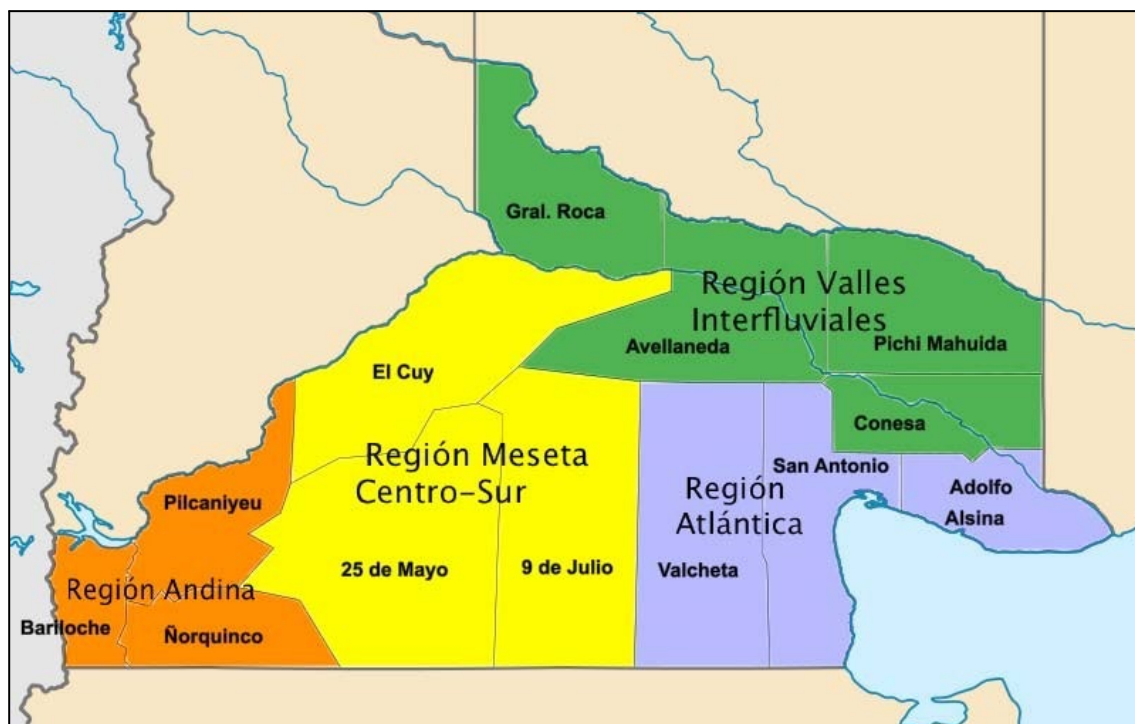 Gral. Roca
Región Valles
Interfluviales
Avellaneda
Pichi Mahuida
El Cuy
Conesa
Región Meseta
Centro-Sur
San Antonio
Región
Atlántica
Adolfo
Alsina
Pilcaniyeu
25 de Mayo
9 de Julio
Valcheta
Región Andina
Bariloche
Ñorquinco